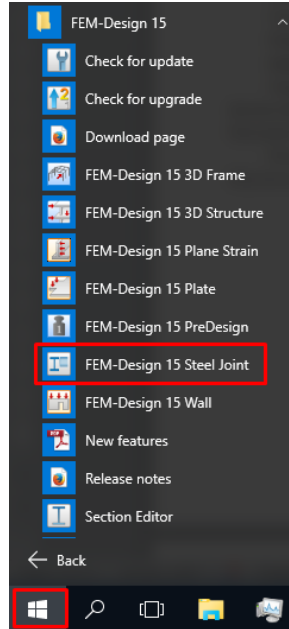 FEM-Design 15
Check for update
Check for upgrade
Download page
FEM-Design 15 3D Frame
FEM-Design 15 3D Structure
FEM-Design 15 Plane Strain
FEM-Design 15 Plate
FEM-Design 15 PreDesign
FEM-Design 15 Steel Joint
FEM-Design 15 Wall
New features
Release notes
Section Editor
Back